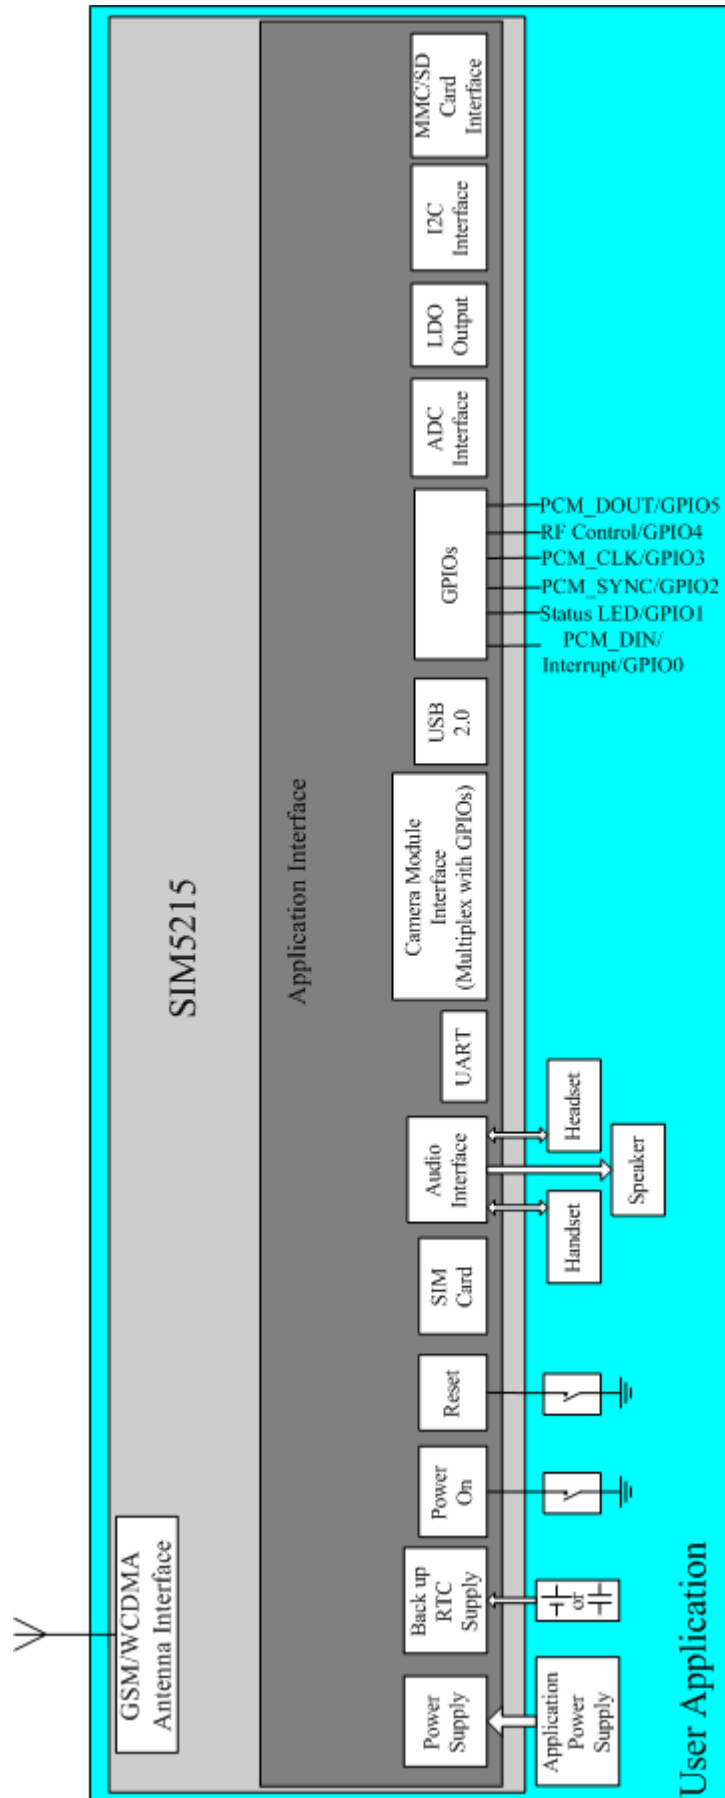 GSM/WCDMA
Antenna Interface
SIM5215
Application Interface
Power
Supply
Back up
RTC
Supply
Power
On
Reset
SIM
Card
Audio
Interface
UART
Camera Module
Interface
(Multiplex with GPIOs)
USB
2.0
GPIOs
ADC
Interface
LDO
Output
I2C
Interface
MMC/SD
Card
Interface
Application
Power
Supply
or
Handset
Speaker
Headset
PCM_DOUT/GPIO5
RF Control/GPIO4
PCM_CLK/GPIO3
PCM_SYNC/GPIO2
Status LED/GPIO1
PCM_DIN/
Interrupt/GPIO0
User Application